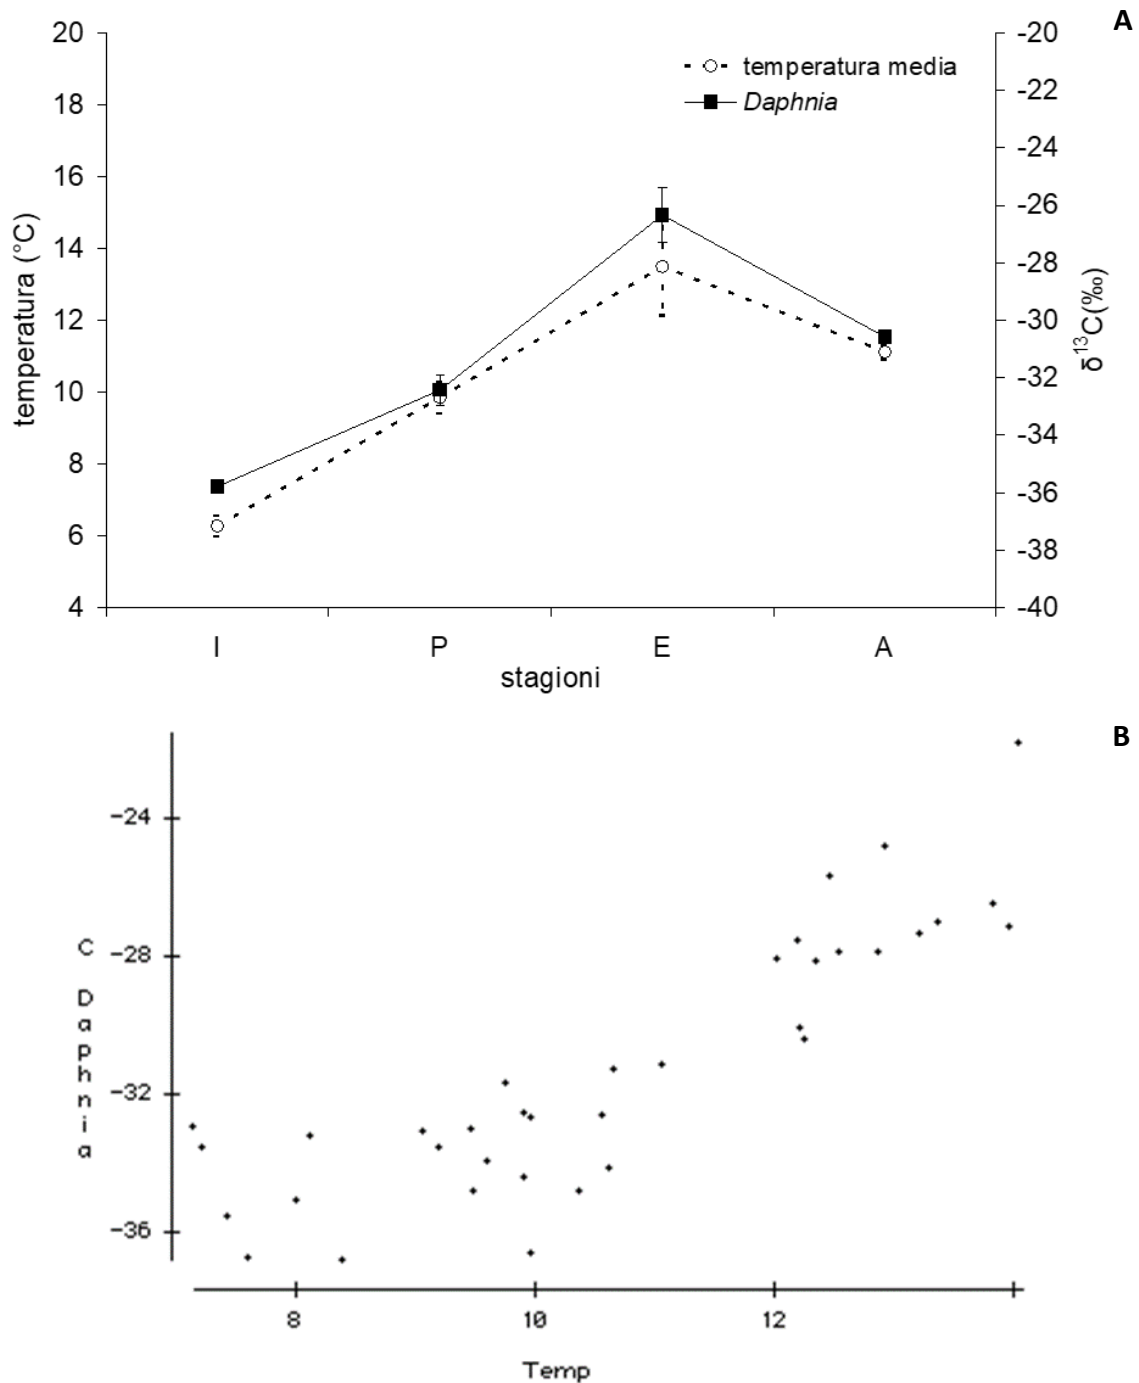 A
20
18
16
14
12
10
8
6
4
temperatura (°C)
temperatura media
Daphnia
-20
-22
-24
-26
-28
-30
-32
-34
-36
-38
-40
δ¹³C(‰)
I P E A
stagioni
B
-24
-28
-32
-36
C Daphnia
8 10 12
Temp